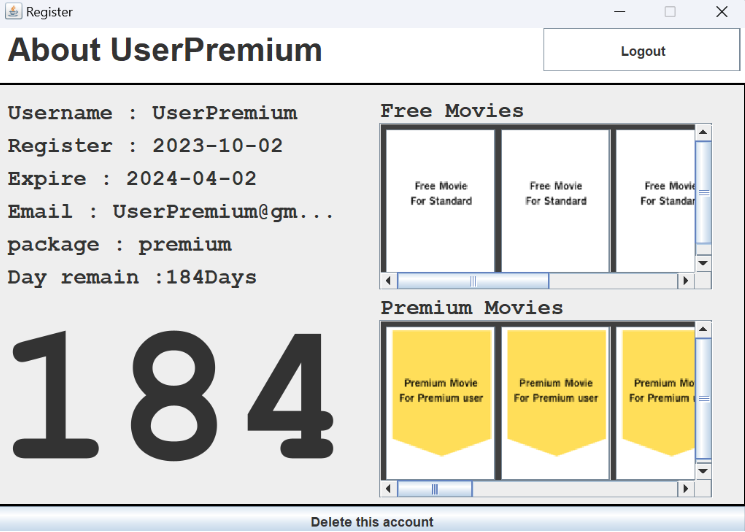 Register
About UserPremium
Logout
Username : UserPremium
Register : 2023-10-02
Expire : 2024-04-02
Email : UserPremium@gm...
package : premium
Day remain :184Days
184
Free Movies
Free Movie
For Standard
Free Movie
For Standard
Free Movie
For Standar
Premium Movies
Premium Movie
For Premium user
Premium Movie
For Premium user
Premium Mo
For Premium
Delete this account